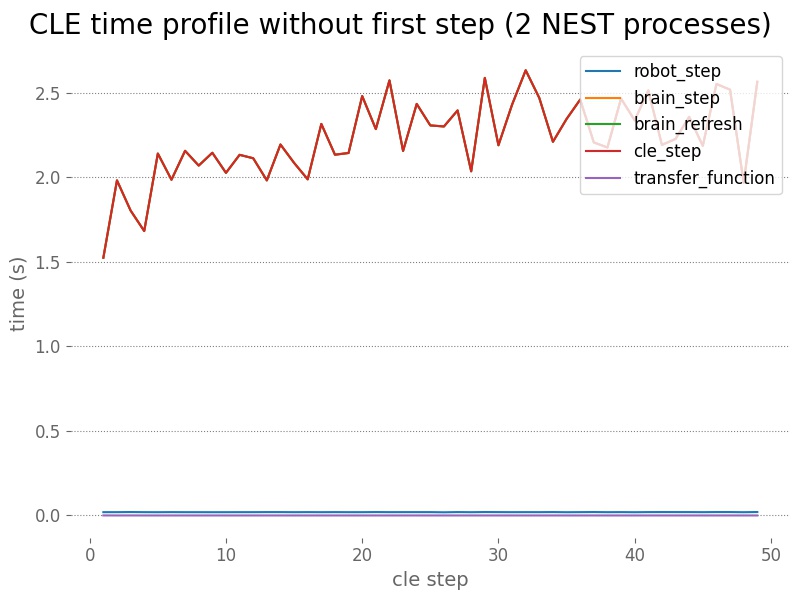 CLE time profile without first step (2 NEST processes)
robot_step
brain_step
brain_refresh
cle_step
transfer_function
2.5
2.0
1.5
1.0
0.5
0.0
time (s)
0 10 20 30 40 50
cle step